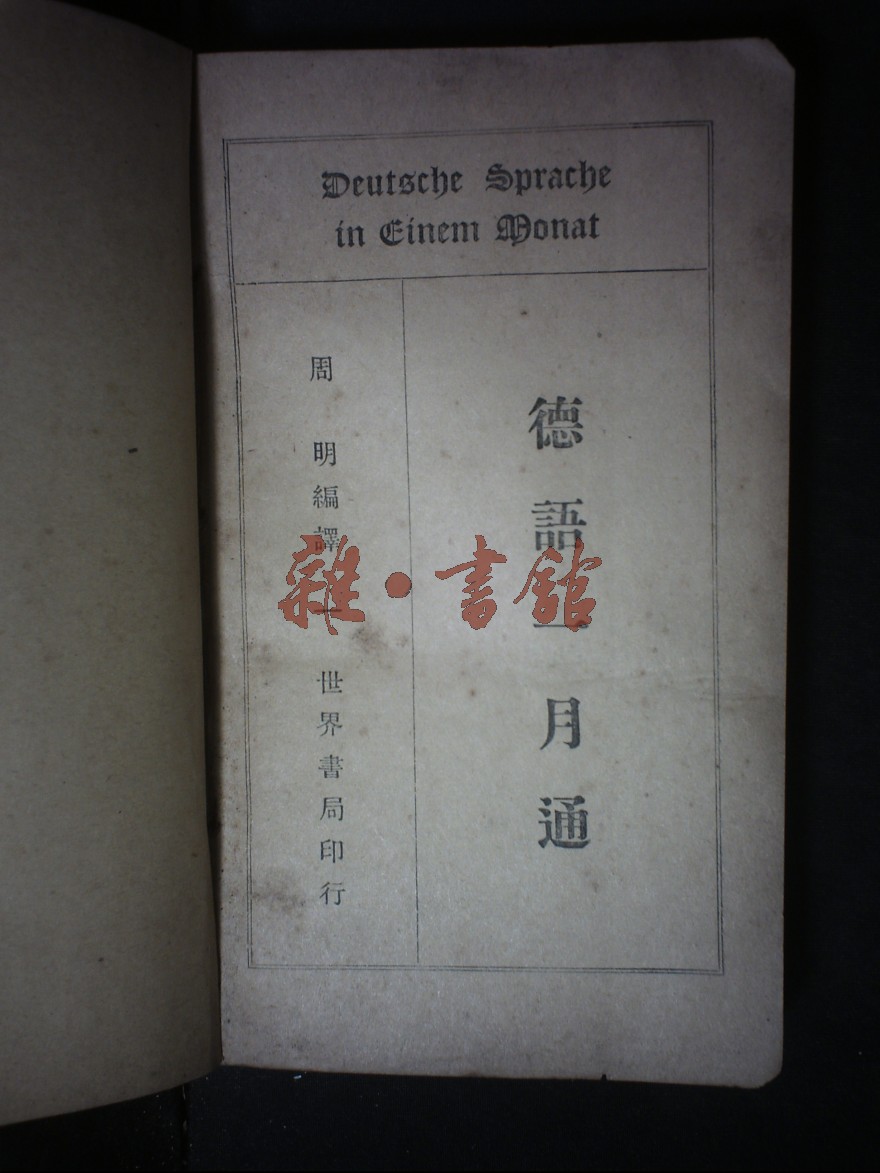 Deutsche Sprache
in Einem Monat
德語一月通
周明編譯
世界書局印行
雜·書館